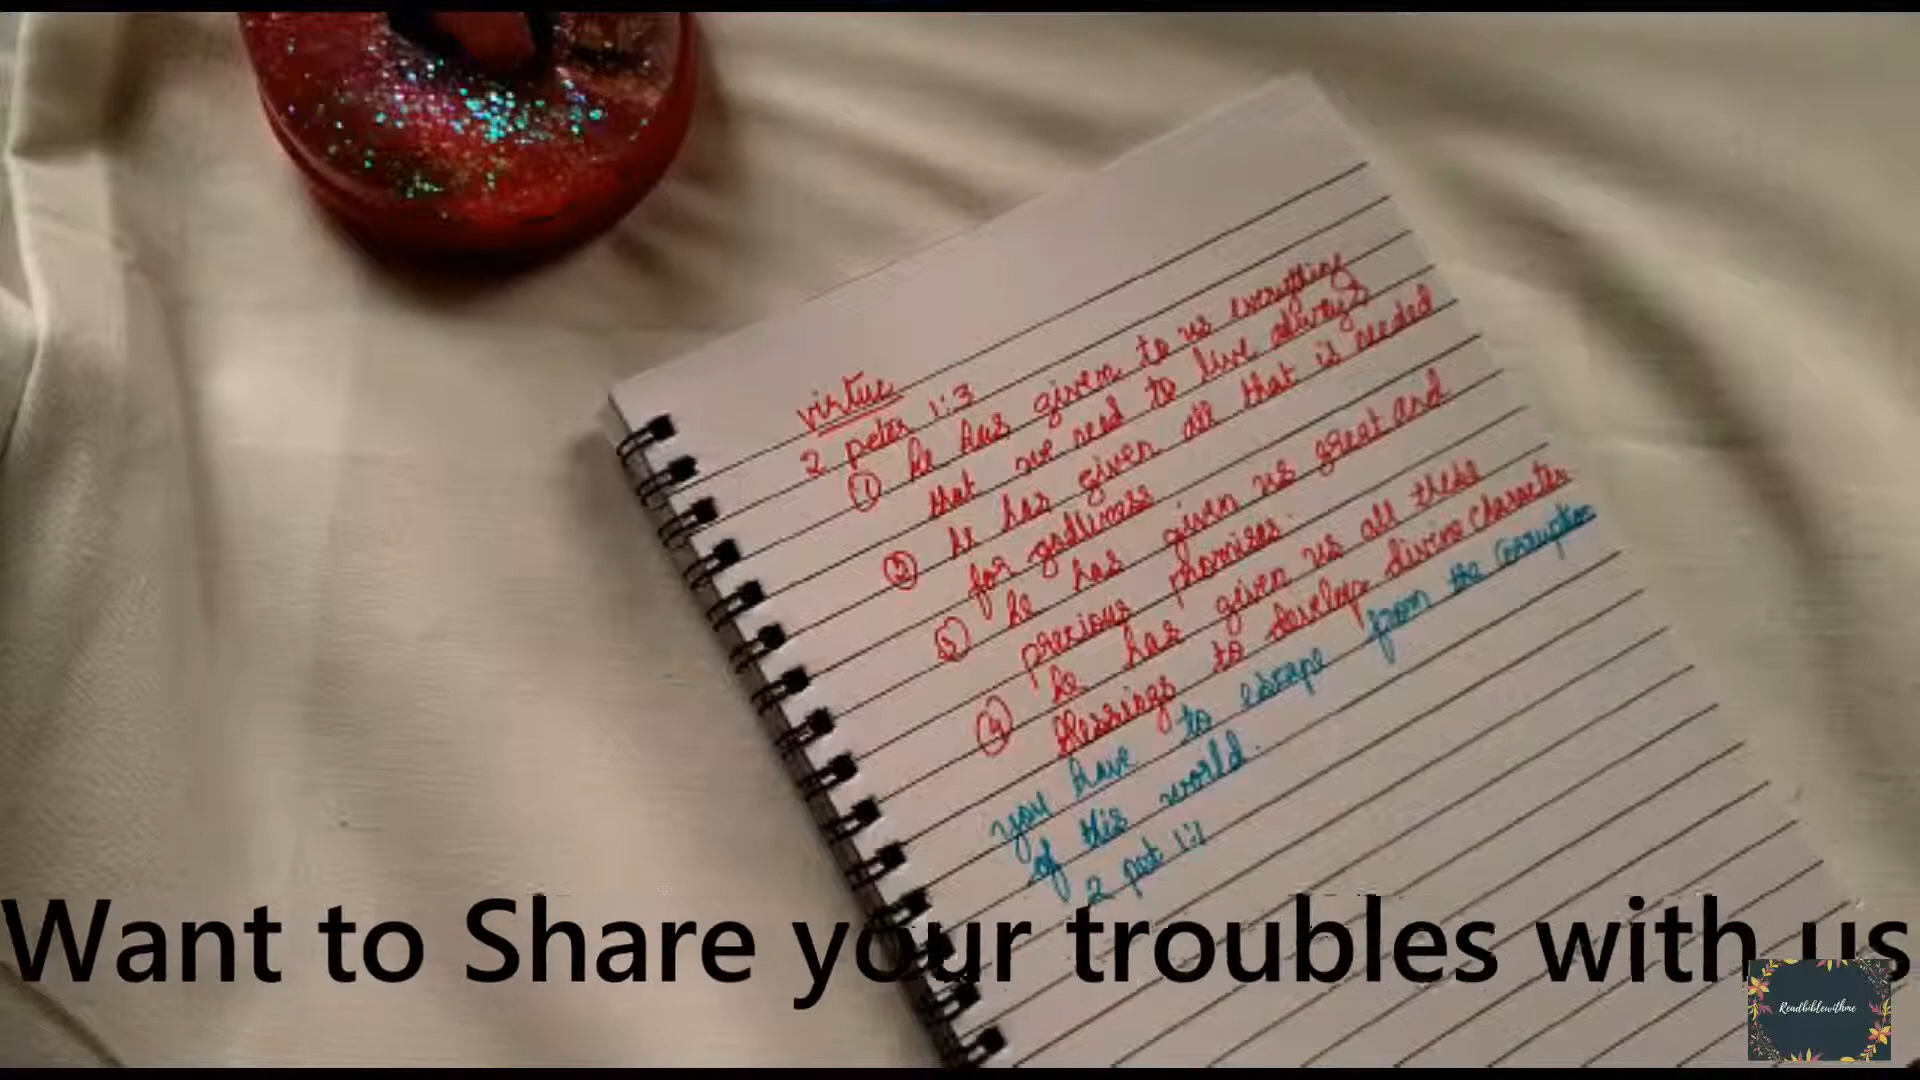 virtue
2 peter 1:3
① he has given to us everything
that we need to live always
② he has given all that is needed
for godliness
③ he has given us great and
precious promises.
④ he has given us all these
blessings to develop divine character
you have to escape from the corruption
of this world.
2 pet 1:1
Want to Share your troubles with us
Readbiblewithme